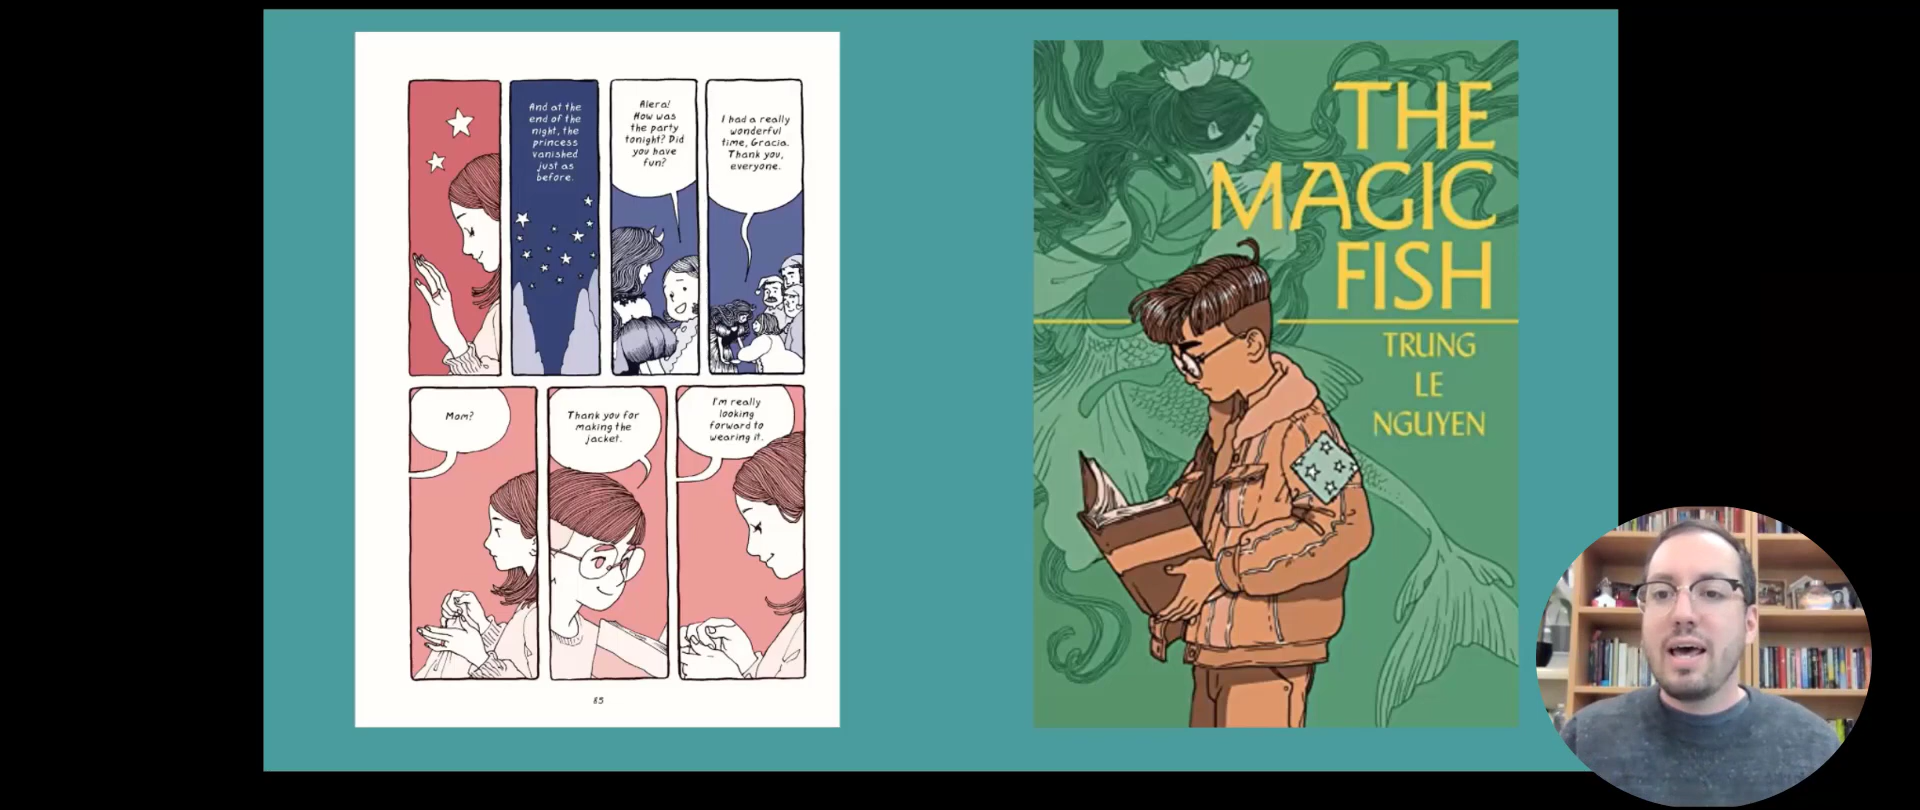 And at the
end of the
night, the
princess
vanished
just as
before.
Alera!
How was
the party
tonight? Did
you have
fun?
I had a really
wonderful
time, Gracia.
Thank you,
everyone.
Mom?
Thank you for
making the
jacket.
I'm really
looking
forward to
wearing it.
85
THE
MAGIC
FISH
TRUNG
LE
NGUYEN